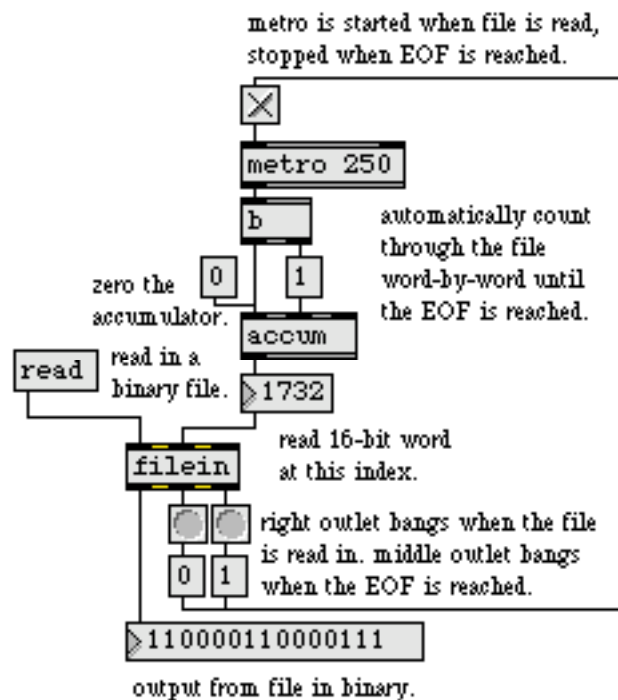 metro is started when file is read,
stopped when EOF is reached.
metro 250
b
automatically count
through the file
word-by-word until
the EOF is reached.
0
1
zero the
accumulator.
accum
read
read in a
binary file.
1732
read 16-bit word
at this index.
filein
right outlet bangs when the file
is read in. middle outlet bangs
when the EOF is reached.
0
1
110000110000111
output from file in binary.